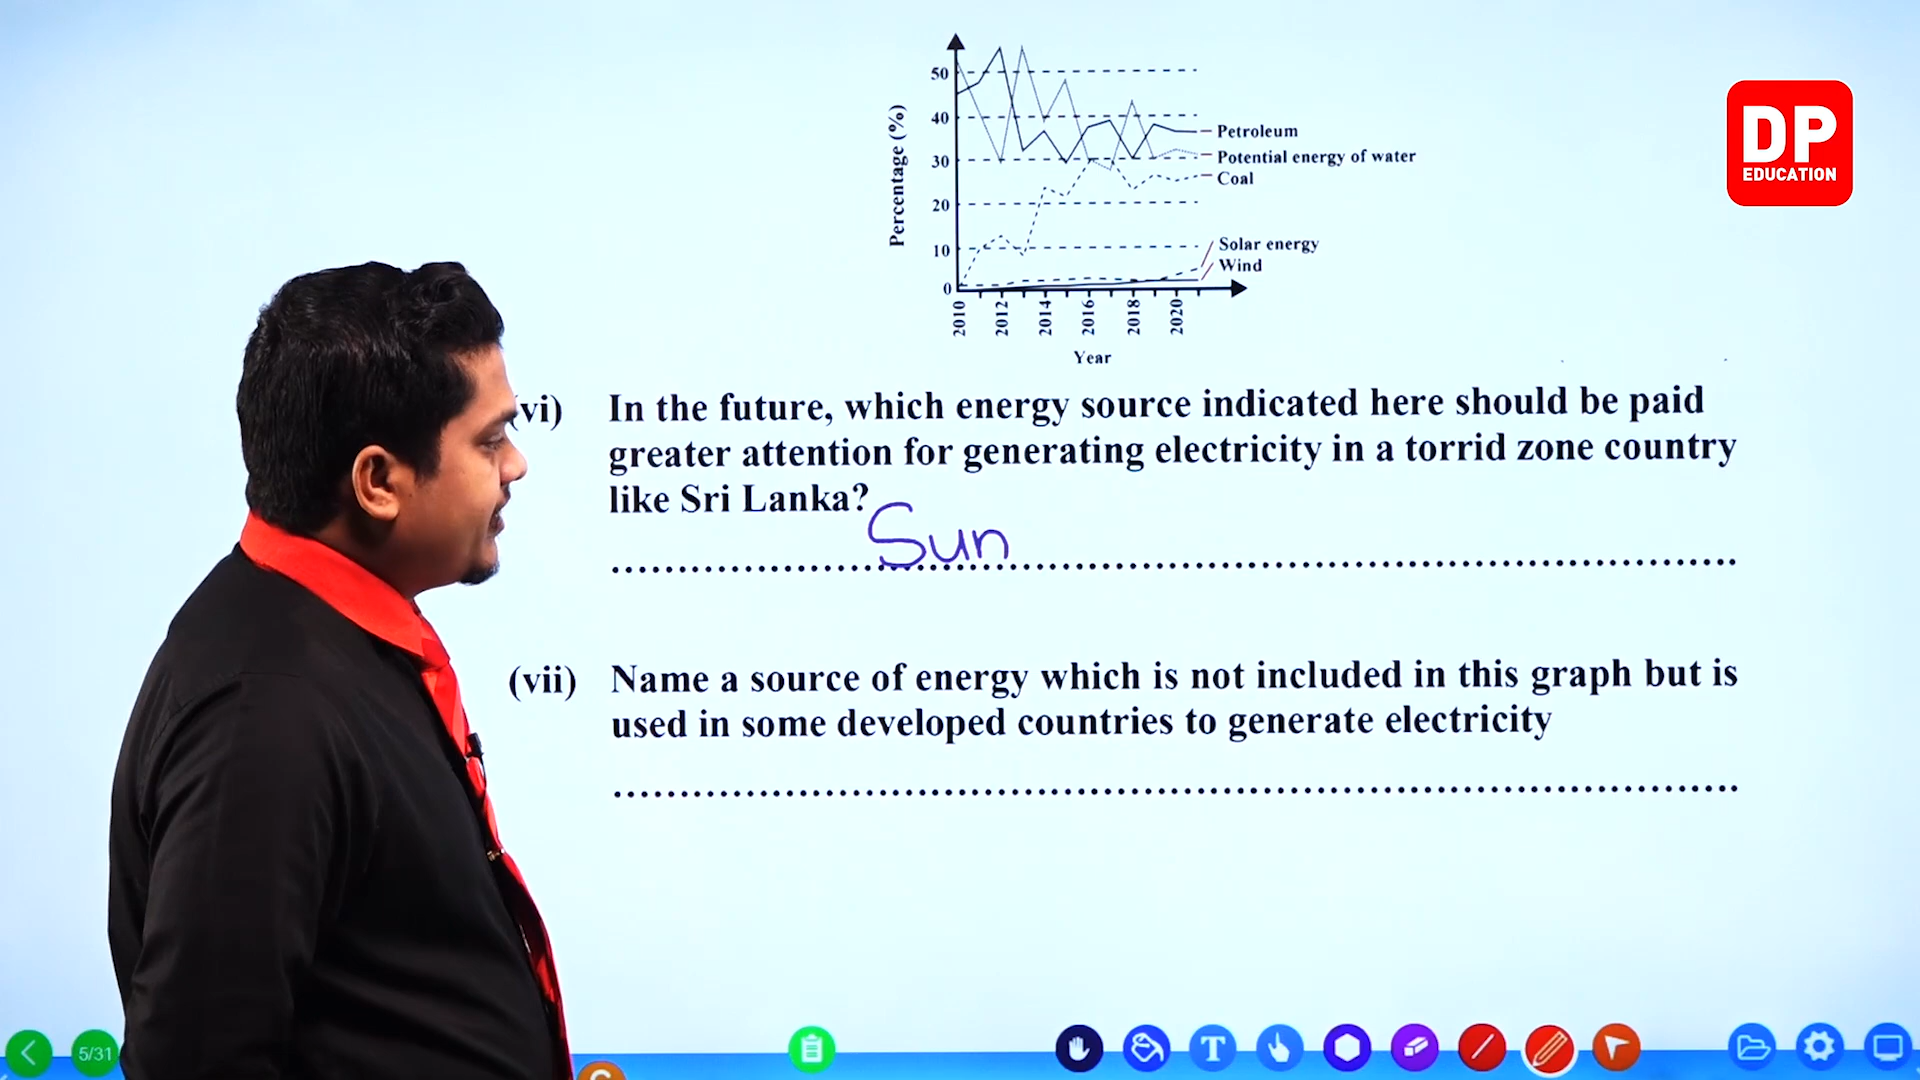 50
40
30
20
10
0
Percentage (%)
Petroleum
Potential energy of water
Coal
Solar energy
Wind
2010
2012
2014
2016
2018
2020
Year
DP
EDUCATION
vi) In the future, which energy source indicated here should be paid
greater attention for generating electricity in a torrid zone country
like Sri Lanka?
Sun
(vii) Name a source of energy which is not included in this graph but is
used in some developed countries to generate electricity
5/31
T